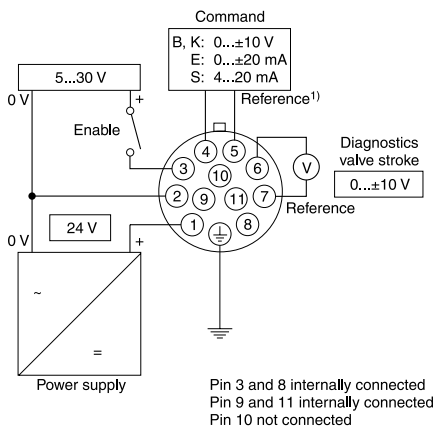 Command
B, K: 0...±10 V
E: 0...±20 mA
S: 4...20 mA
5...30 V
0 V
+
Reference1)
Enable
4
5
3
10
6
V
Diagnostics
valve stroke
2
9
11
7
0...±10 V
Reference
24 V
1
8
0 V
+
~
=
Power supply
Pin 3 and 8 internally connected
Pin 9 and 11 internally connected
Pin 10 not connected